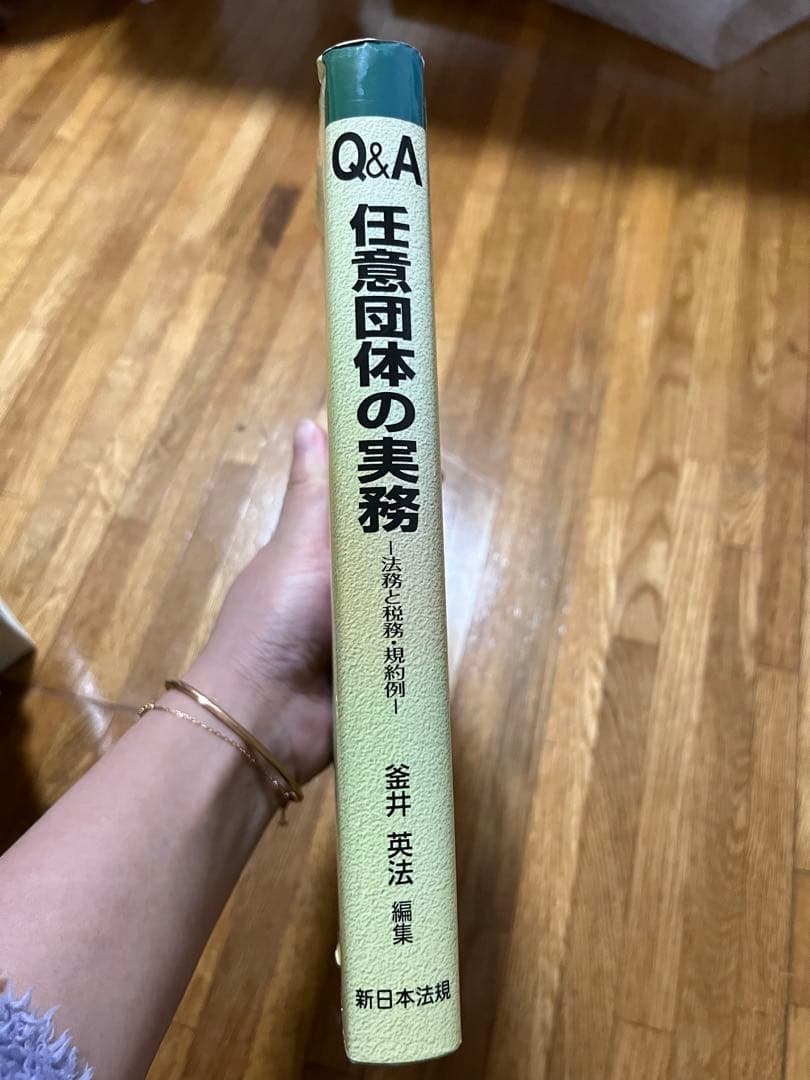 Q&A
任意団体の実務
－法務と税務・規約例－
釜井 英法 編集
新日本法規